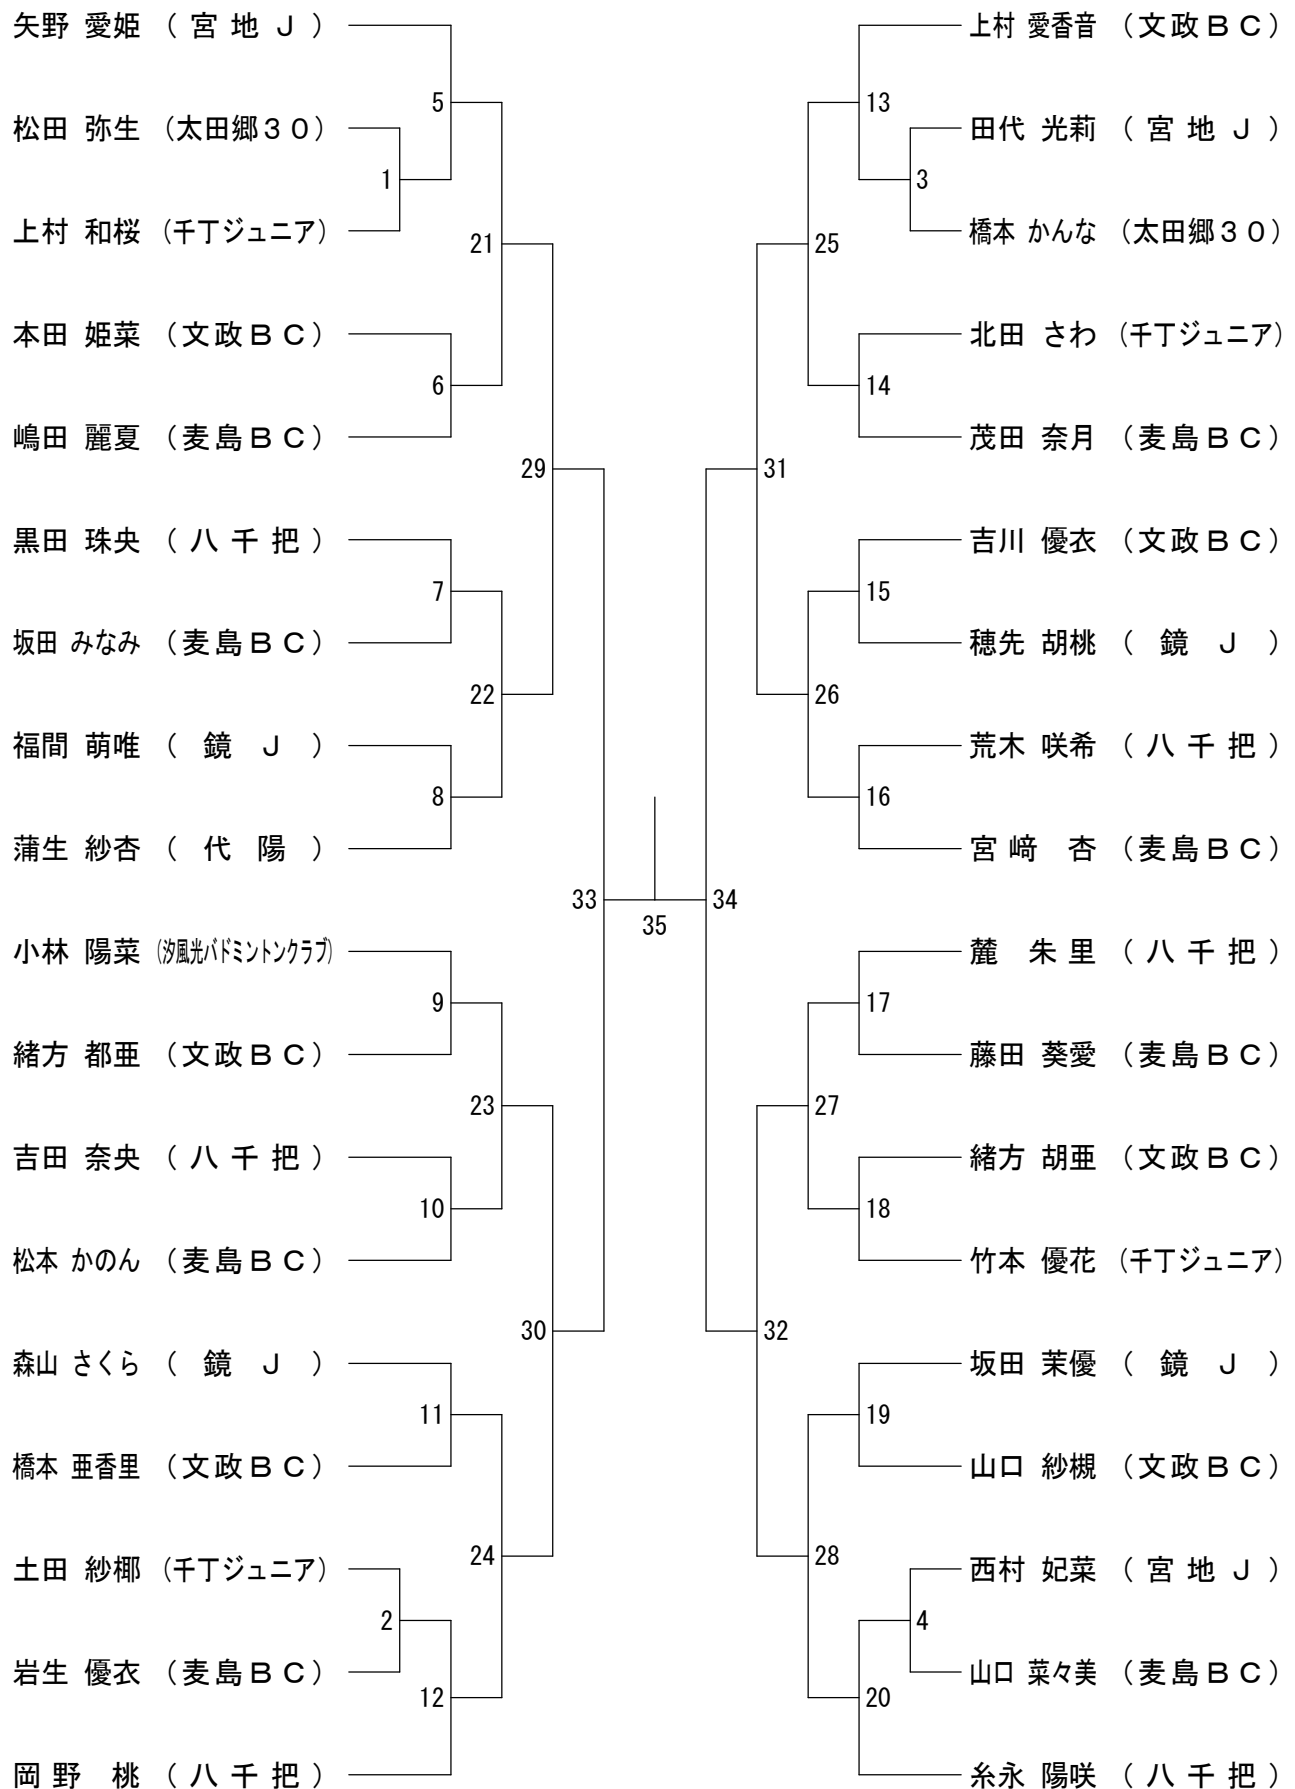 矢野 愛姫 ( 宮 地 J )
5
松田 弥生 (太田郷30)
1
上村 和桜 (千丁ジュニア)
21
本田 姫菜 (文政BC)
6
嶋田 麗夏 (麦島BC)
29
黒田 珠央 ( 八 千 把 )
7
坂田 みなみ (麦島BC)
22
福間 萌唯 ( 鏡 J )
8
蒲生 紗杏 ( 代 陽 )
33
小林 陽菜 (汐風光バドミントンクラブ)
9
緒方 都亜 (文政BC)
23
吉田 奈央 ( 八 千 把 )
10
松本 かのん (麦島BC)
30
森山 さくら ( 鏡 J )
11
橋本 亜香里 (文政BC)
24
土田 紗椰 (千丁ジュニア)
2
岩生 優衣 (麦島BC)
12
岡 野 桃 ( 八 千 把 )
35
上村 愛香音 (文政BC)
13
田代 光莉 ( 宮 地 J )
3
橋本 かんな (太田郷30)
25
北田 さわ (千丁ジュニア)
14
茂田 奈月 (麦島BC)
31
吉川 優衣 (文政BC)
15
穂先 胡桃 ( 鏡 J )
26
荒木 咲希 ( 八 千 把 )
16
宮 﨑 杏 (麦島BC)
34
麓 朱 里 ( 八 千 把 )
17
藤田 葵愛 (麦島BC)
27
緒方 胡亜 (文政BC)
18
竹本 優花 (千丁ジュニア)
32
坂田 茉優 ( 鏡 J )
19
山口 紗槻 (文政BC)
28
西村 妃菜 ( 宮 地 J )
4
山口 菜々美 (麦島BC)
20
糸永 陽咲 ( 八 千 把 )